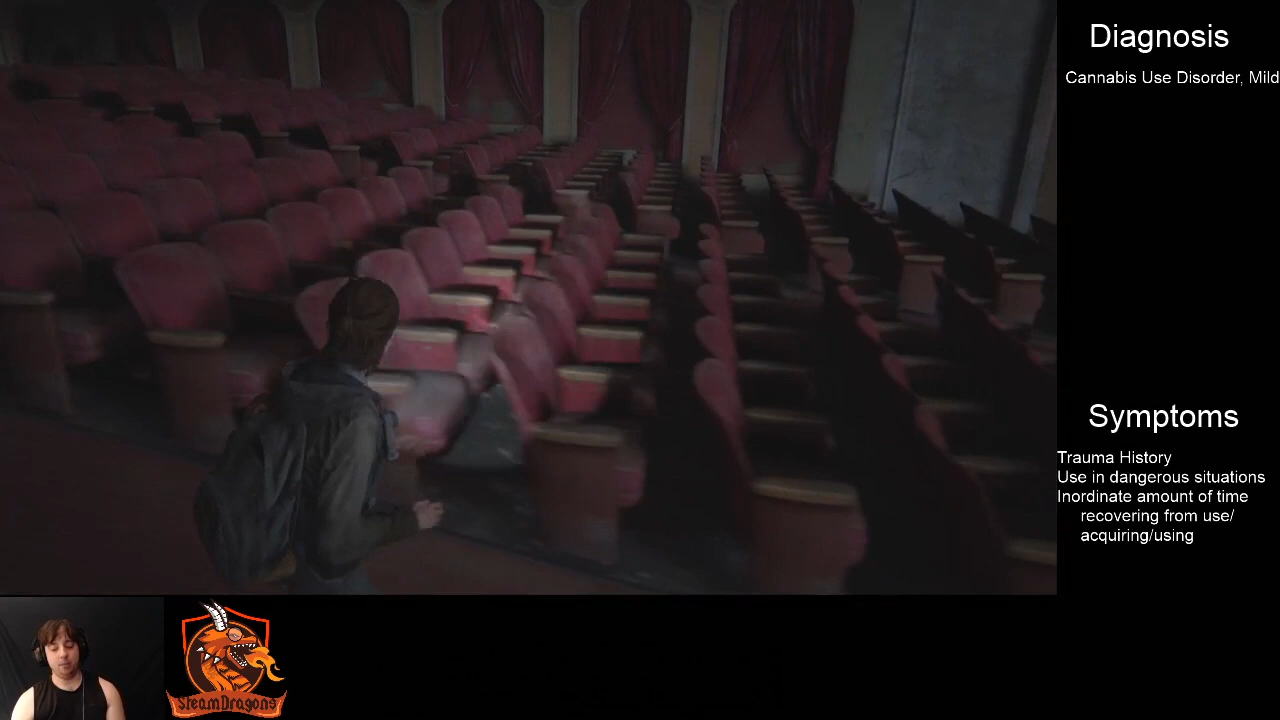 Diagnosis
Cannabis Use Disorder, Mild
Symptoms
Trauma History
Use in dangerous situations
Inordinate amount of time
recovering from use/
acquiring/using
SteamDragons